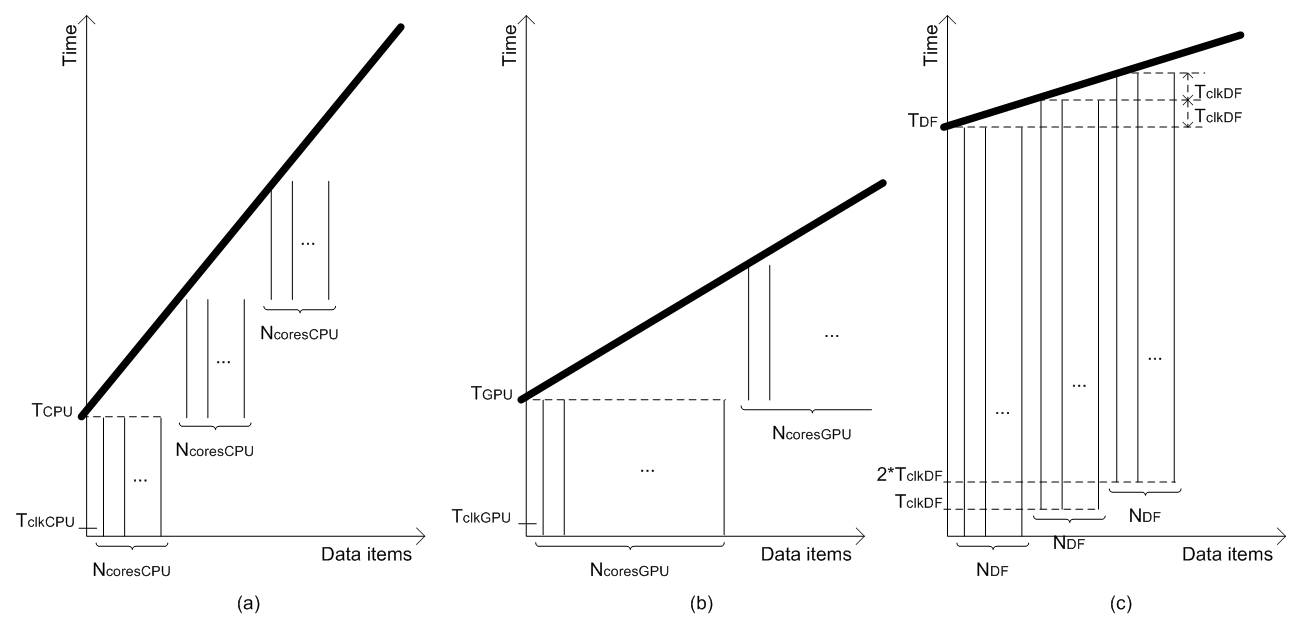 Time
TCPU
TclkCPU
...
NcoresCPU
...
NcoresCPU
...
NcoresCPU
Data items
(a)
Time
TGPU
TclkGPU
...
NcoresGPU
...
NcoresGPU
Data items
(b)
Time
TDF
TclkDF
TclkDF
2*TclkDF
TclkDF
...
NDF
...
NDF
...
NDF
Data items
(c)